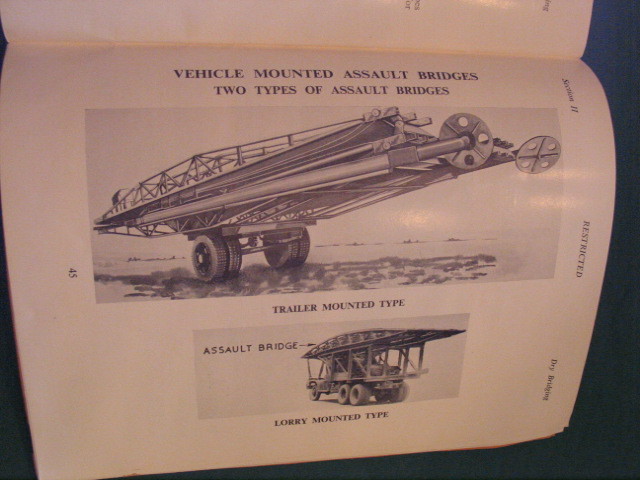 VEHICLE MOUNTED ASSAULT BRIDGES
TWO TYPES OF ASSAULT BRIDGES
TRAILER MOUNTED TYPE
ASSAULT BRIDGE
LORRY MOUNTED TYPE
Section II
RESTRICTED
Dry Bridging
45